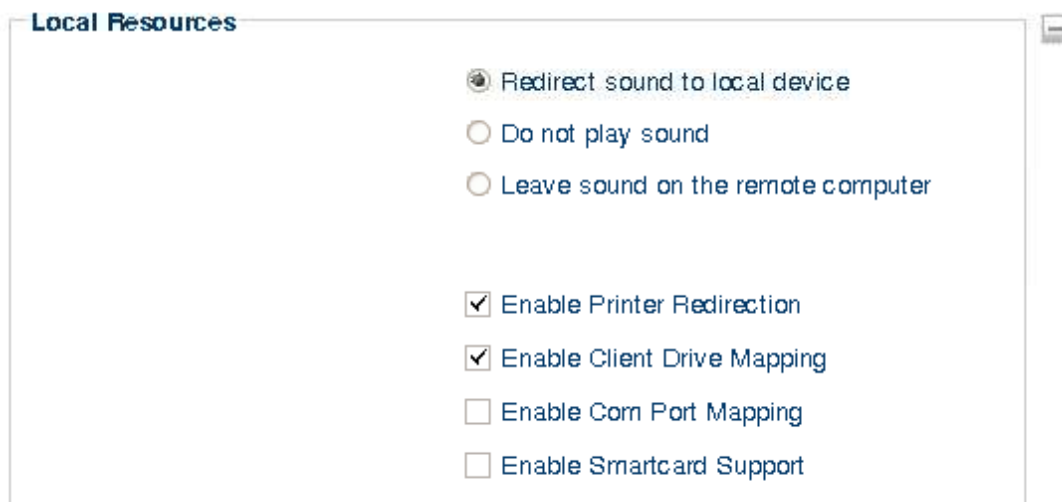 Local Resources
Redirect sound to local device
Do not play sound
Leave sound on the remote computer
Enable Printer Redirection
Enable Client Drive Mapping
Enable Com Port Mapping
Enable Smartcard Support